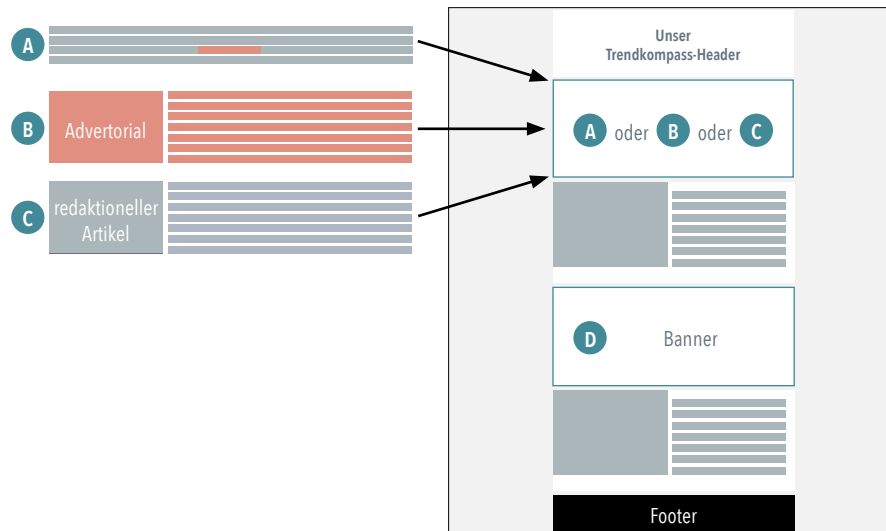 A
B
Advertorial
C
redaktioneller
Artikel
Unser
Trendkompass-Header
A oder B oder C
D Banner
Footer